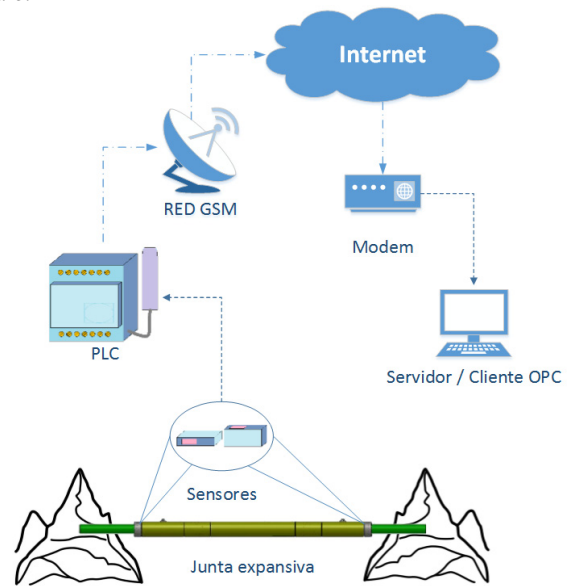 Internet
RED GSM
Modem
PLC
Servidor / Cliente OPC
Sensores
Junta expansiva